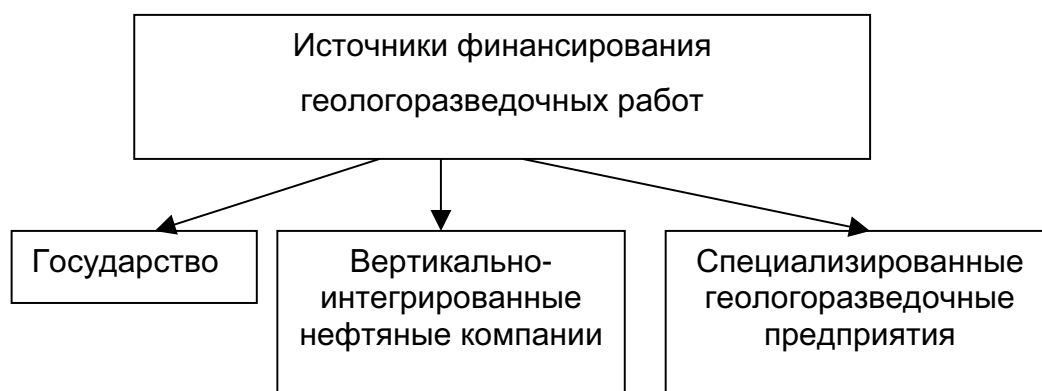 Источники финансирования
геологоразведочных работ
Государство
Вертикально-
интегрированные
нефтяные компании
Специализированные
геологоразведочные
предприятия